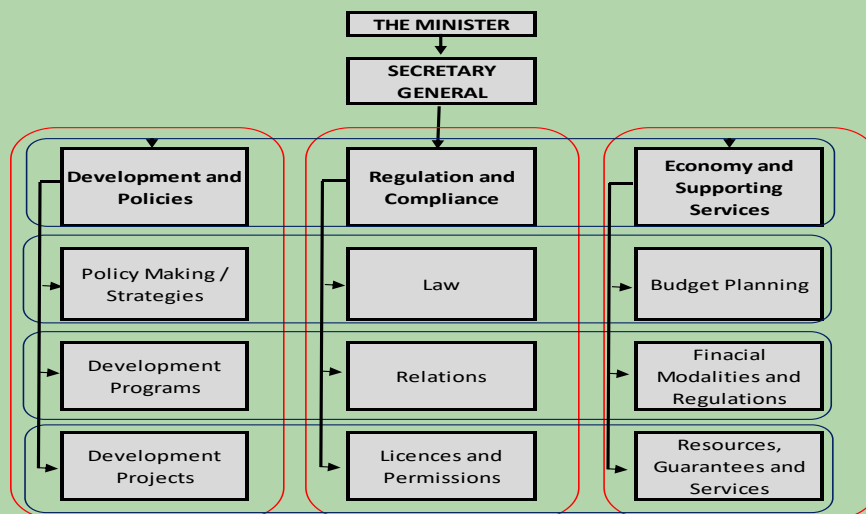 THE MINISTER
SECRETARY
GENERAL
Development and
Policies
Regulation and
Compliance
Economy and
Supporting
Services
Policy Making /
Strategies
Law
Budget Planning
Development
Programs
Relations
Finacial
Modalities and
Regulations
Development
Projects
Licences and
Permissions
Resources,
Guarantees and
Services